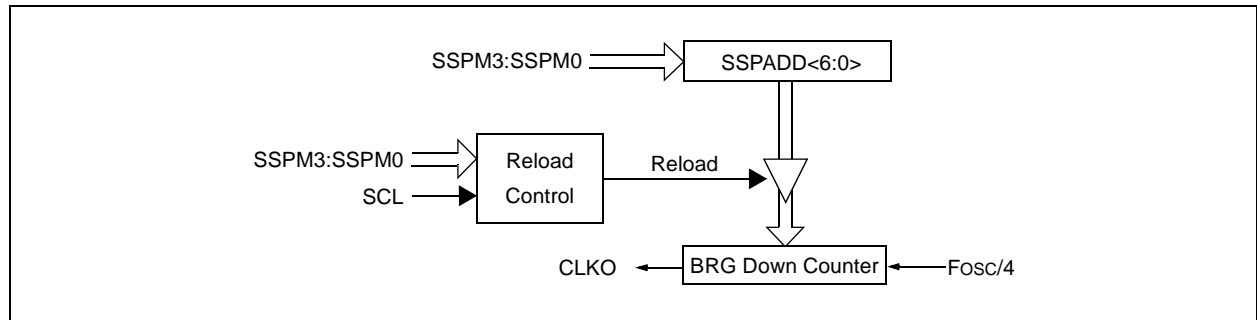 SSPM3:SSPM0
SSPADD<6:0>
SSPM3:SSPM0
SCL
Reload
Control
Reload
CLKO
BRG Down Counter
FOSC/4